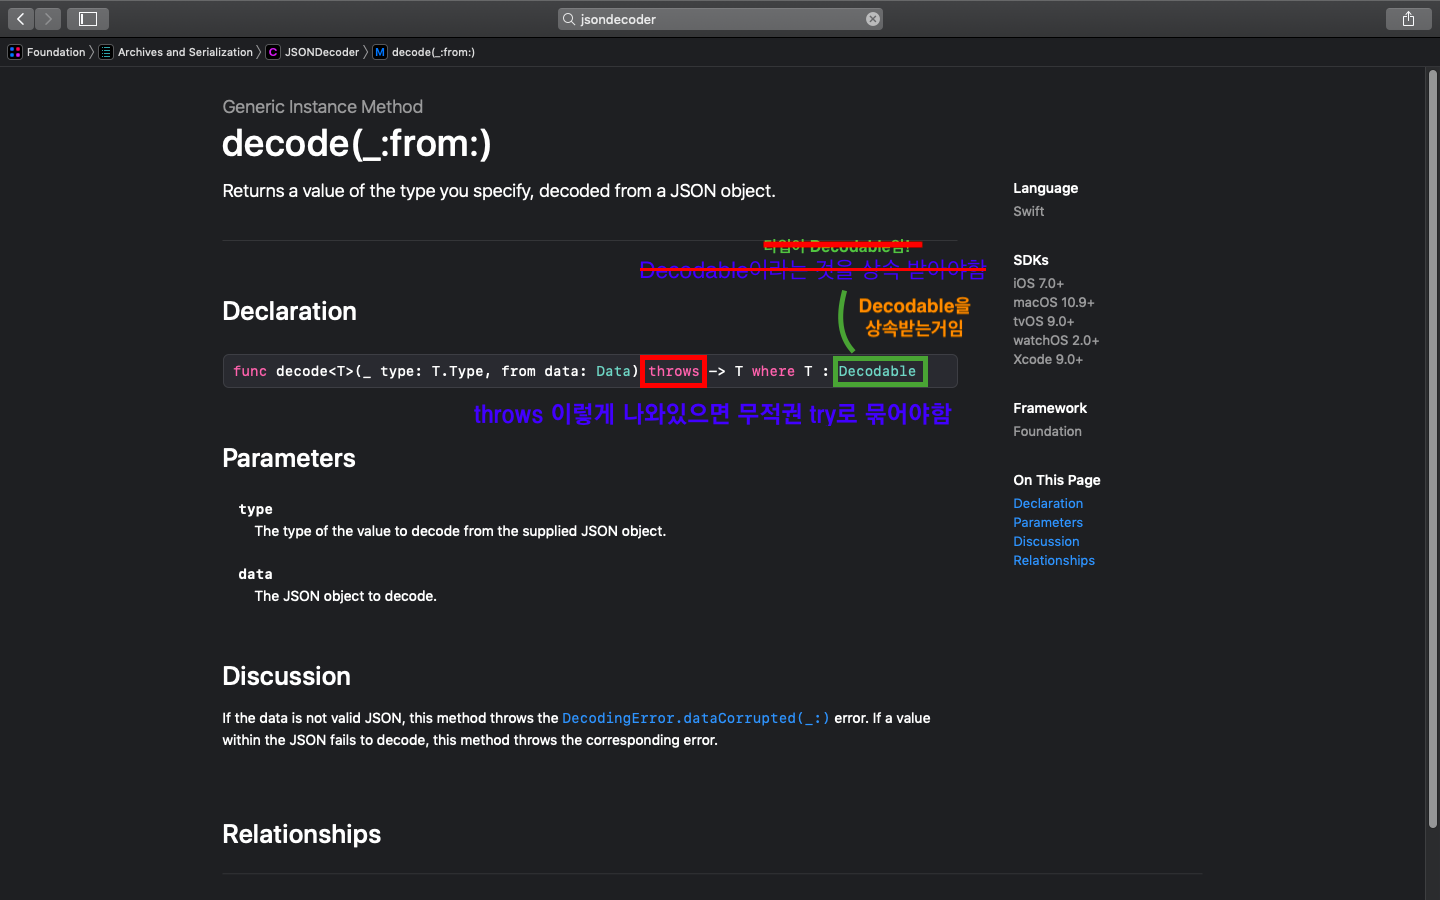 jsondecoder
Foundation 〉 Archives and Serialization 〉 C JSONDecoder 〉 M decode(_:from:)
Generic Instance Method
decode(_:from:)
Returns a value of the type you specify, decoded from a JSON object.
Decodable임!
Decodable이라는 것을 상속 받아야함
Declaration
Decodable을
상속받는거임
func decode<T>(_ type: T.Type, from data: Data) throws -> T where T : Decodable
throws 이렇게 나와있으면 무적권 try로 묶어야함
Parameters
type
The type of the value to decode from the supplied JSON object.
data
The JSON object to decode.
Discussion
If the data is not valid JSON, this method throws the DecodingError.dataCorrupted(_:) error. If a value
within the JSON fails to decode, this method throws the corresponding error.
Relationships
Language
Swift
SDKs
iOS 7.0+
macOS 10.9+
tvOS 9.0+
watchOS 2.0+
Xcode 9.0+
Framework
Foundation
On This Page
Declaration
Parameters
Discussion
Relationships